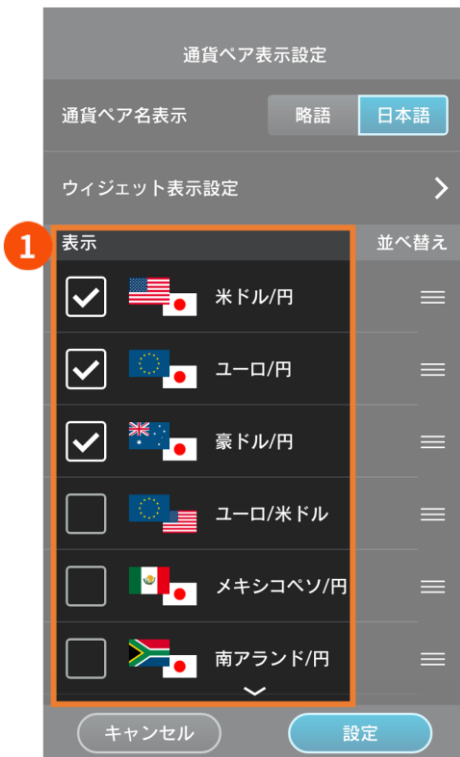 通貨ペア表示設定
通貨ペア名表示 略語 日本語
ウィジェット表示設定
1 表示 並べ替え
米ドル/円
ユーロ/円
豪ドル/円
ユーロ/米ドル
メキシコペソ/円
南アランド/円
キャンセル 設定